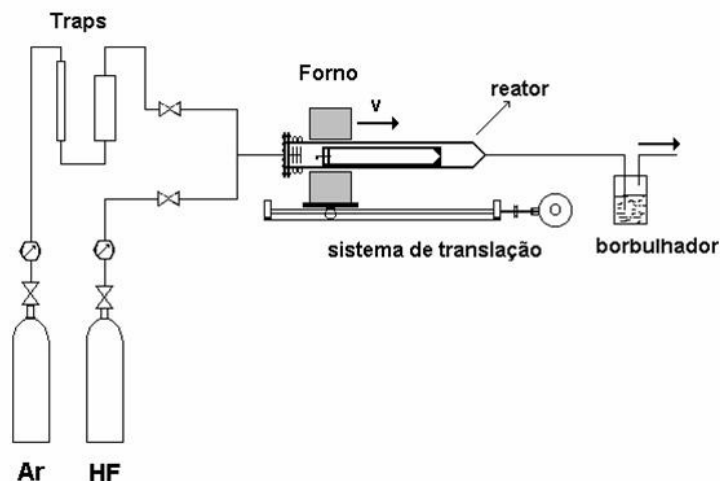 Traps
Forno
V
reator
sistema de translação
borbulhador
Ar
HF